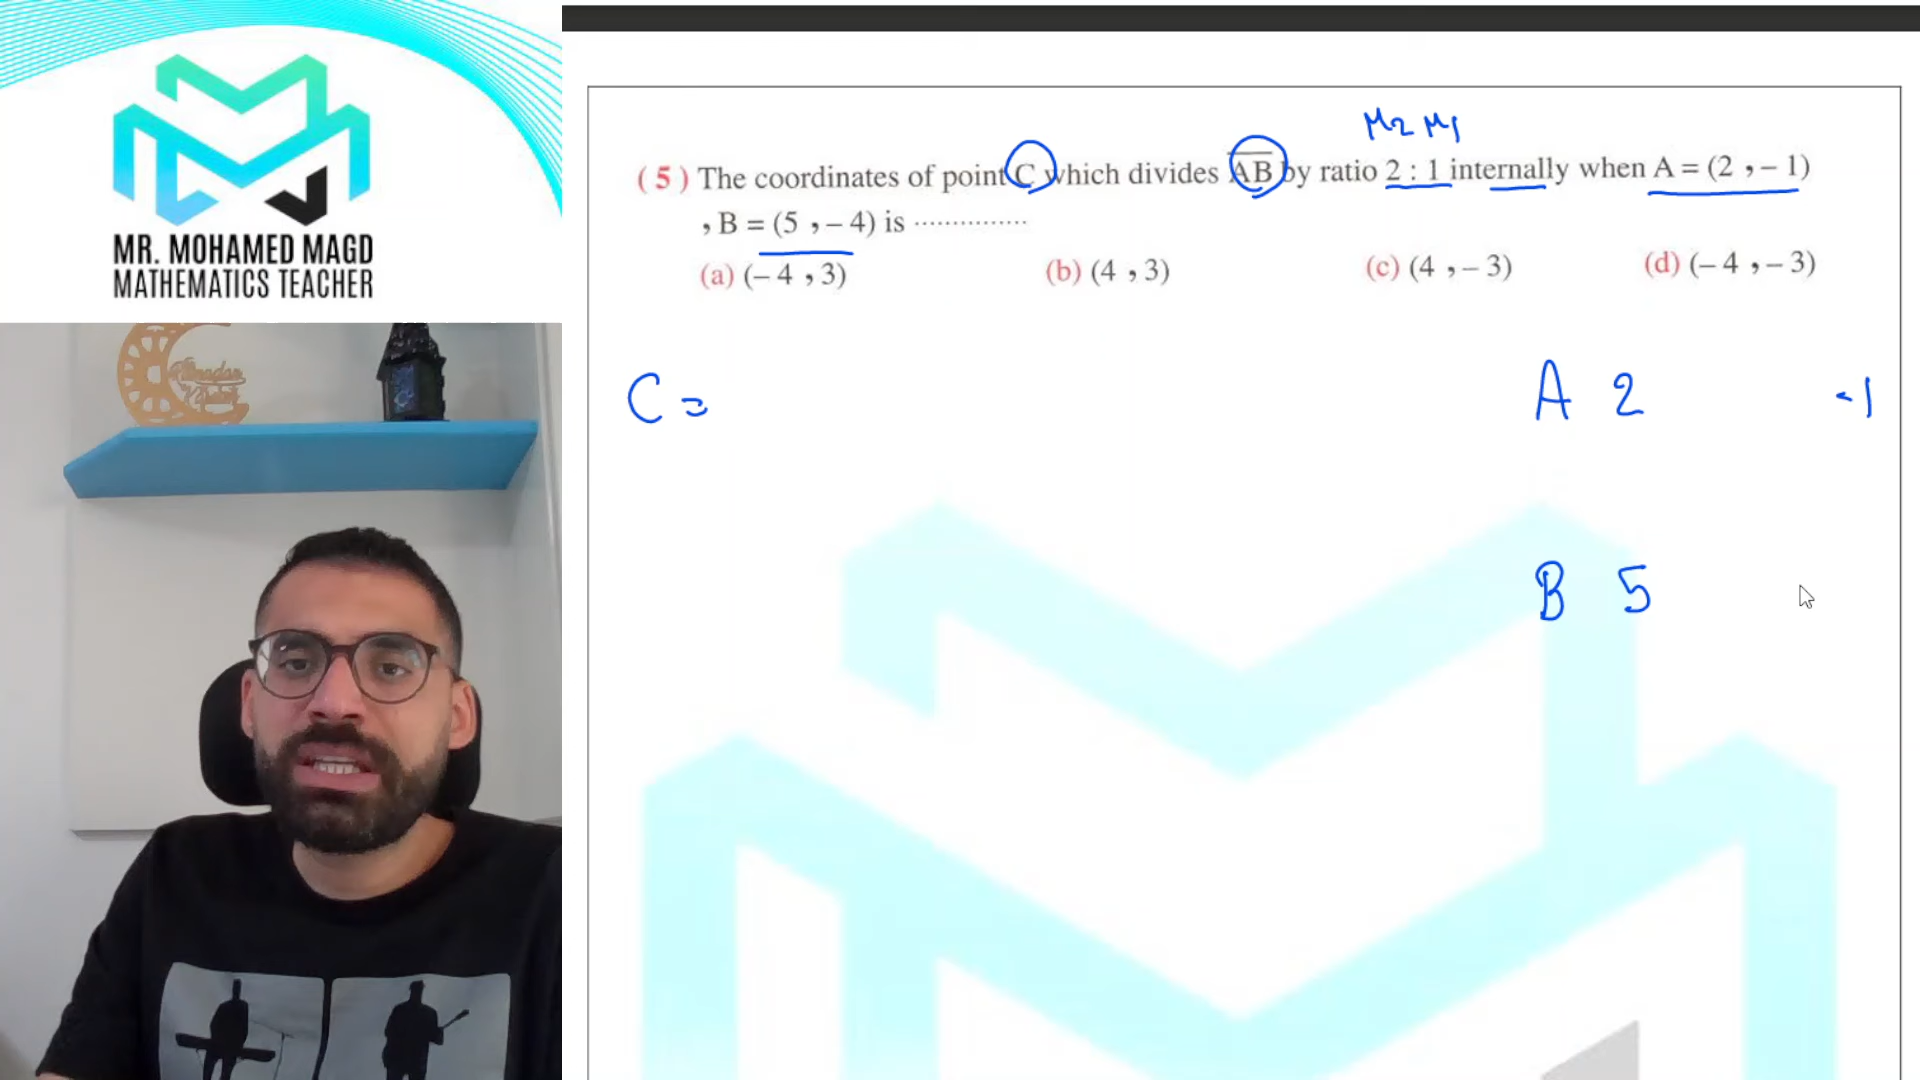 MR. MOHAMED MAGD
MATHEMATICS TEACHER
Ramadan
M2 M1
( 5 ) The coordinates of point C which divides AB by ratio 2 : 1 internally when A = (2 , – 1)
, B = (5 , – 4) is ...............
(a) (– 4 , 3) (b) (4 , 3) (c) (4 , – 3) (d) (– 4 , – 3)
C =
A 2 -1
B 5